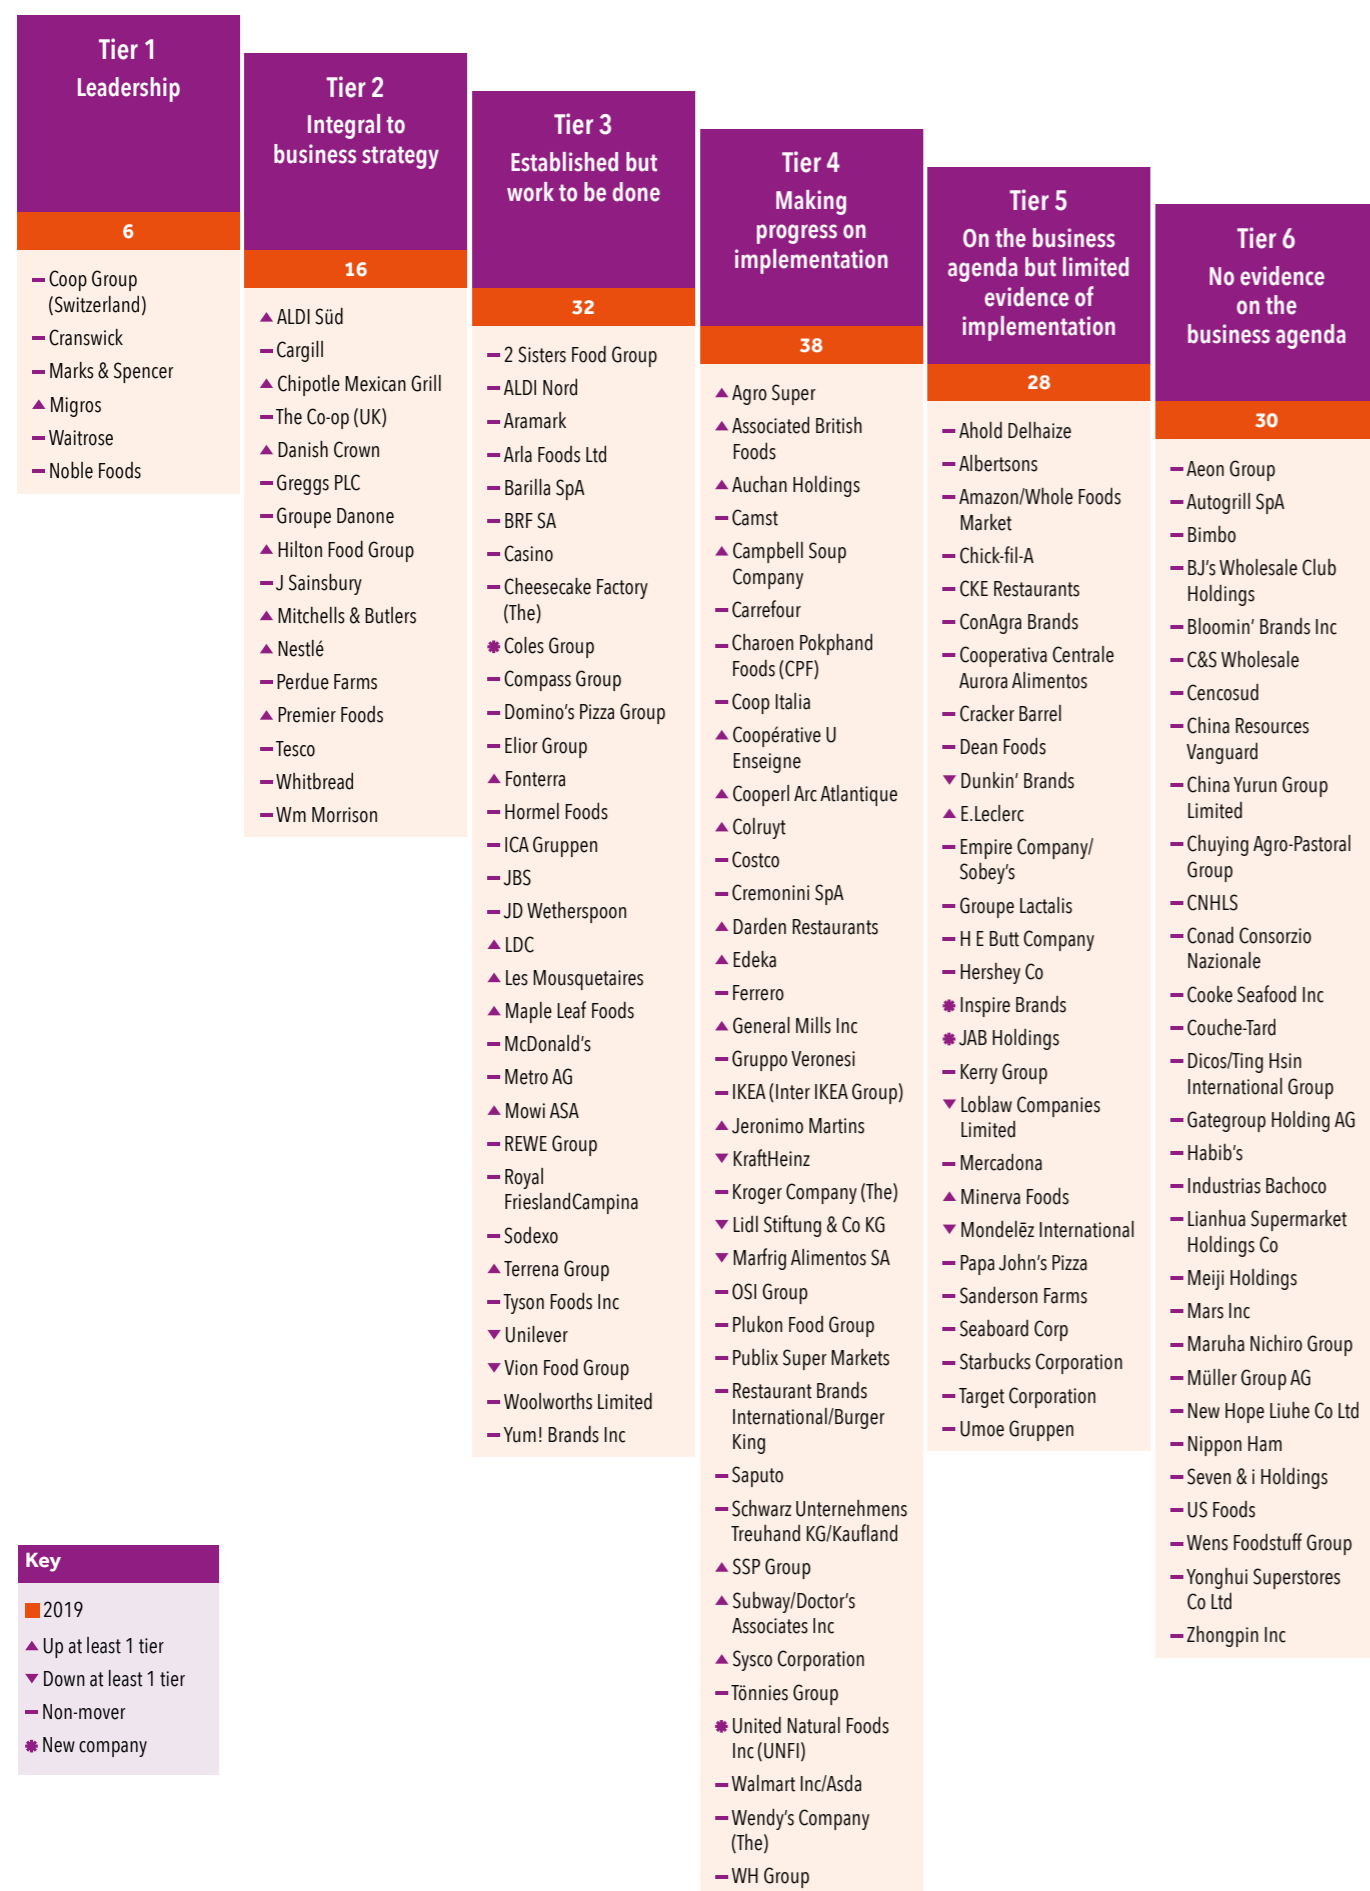 Tier 1
Leadership
6
Coop Group
(Switzerland)
Cranswick
Marks & Spencer
Migros
Waitrose
Noble Foods
Tier 2
Integral to
business strategy
16
ALDI Süd
Cargill
Chipotle Mexican Grill
The Co-op (UK)
Danish Crown
Greggs PLC
Groupe Danone
Hilton Food Group
J Sainsbury
Mitchells & Butlers
Nestlé
Perdue Farms
Premier Foods
Tesco
Whitbread
Wm Morrison
Tier 3
Established but
work to be done
32
2 Sisters Food Group
ALDI Nord
Aramark
Arla Foods Ltd
Barilla SpA
BRF SA
Casino
Cheesecake Factory
(The)
Coles Group
Compass Group
Domino's Pizza Group
Elior Group
Fonterra
Hormel Foods
ICA Gruppen
JBS
JD Wetherspoon
LDC
Les Mousquetaires
Maple Leaf Foods
McDonald's
Metro AG
Mowi ASA
REWE Group
Royal
FrieslandCampina
Sodexo
Terrena Group
Tyson Foods Inc
Unilever
Vion Food Group
Woolworths Limited
Yum! Brands Inc
Tier 4
Making
progress on
implementation
38
Agro Super
Associated British
Foods
Auchan Holdings
Camst
Campbell Soup
Company
Carrefour
Charoen Pokphand
Foods (CPF)
Coop Italia
Coopérative U
Enseigne
Cooperl Arc Atlantique
Colruyt
Costco
Cremonini SpA
Darden Restaurants
Edeka
Ferrero
General Mills Inc
Gruppo Veronesi
IKEA (Inter IKEA Group)
Jeronimo Martins
KraftHeinz
Kroger Company (The)
Lidl Stiftung & Co KG
Marfrig Alimentos SA
OSI Group
Plukon Food Group
Publix Super Markets
Restaurant Brands
International/Burger
King
Saputo
Schwarz Unternehmens
Treuhand KG/Kaufland
SSP Group
Subway/Doctor's
Associates Inc
Sysco Corporation
Tönnies Group
United Natural Foods
Inc (UNFI)
Walmart Inc/Asda
Wendy's Company
(The)
WH Group
Tier 5
On the business
agenda but limited
evidence of
implementation
28
Ahold Delhaize
Albertsons
Amazon/Whole Foods
Market
Chick-fil-A
CKE Restaurants
ConAgra Brands
Cooperativa Centrale
Aurora Alimentos
Cracker Barrel
Dean Foods
Dunkin' Brands
E.Leclerc
Empire Company/
Sobey's
Groupe Lactalis
H E Butt Company
Hershey Co
Inspire Brands
JAB Holdings
Kerry Group
Loblaw Companies
Limited
Mercadona
Minerva Foods
Mondelēz International
Papa John's Pizza
Sanderson Farms
Seaboard Corp
Starbucks Corporation
Target Corporation
Umoe Gruppen
Tier 6
No evidence
on the
business agenda
30
Aeon Group
Autogrill SpA
Bimbo
BJ's Wholesale Club
Holdings
Bloomin' Brands Inc
C&S Wholesale
Cencosud
China Resources
Vanguard
China Yurun Group
Limited
Chuying Agro-Pastoral
Group
CNHLS
Conad Consorzio
Nazionale
Cooke Seafood Inc
Couche-Tard
Dicos/Ting Hsin
International Group
Gategroup Holding AG
Habib's
Industrias Bachoco
Lianhua Supermarket
Holdings Co
Meiji Holdings
Mars Inc
Maruha Nichiro Group
Müller Group AG
New Hope Liuhe Co Ltd
Nippon Ham
Seven & i Holdings
US Foods
Wens Foodstuff Group
Yonghui Superstores
Co Ltd
Zhongpin Inc
Key
2019
Up at least 1 tier
Down at least 1 tier
Non-mover
New company